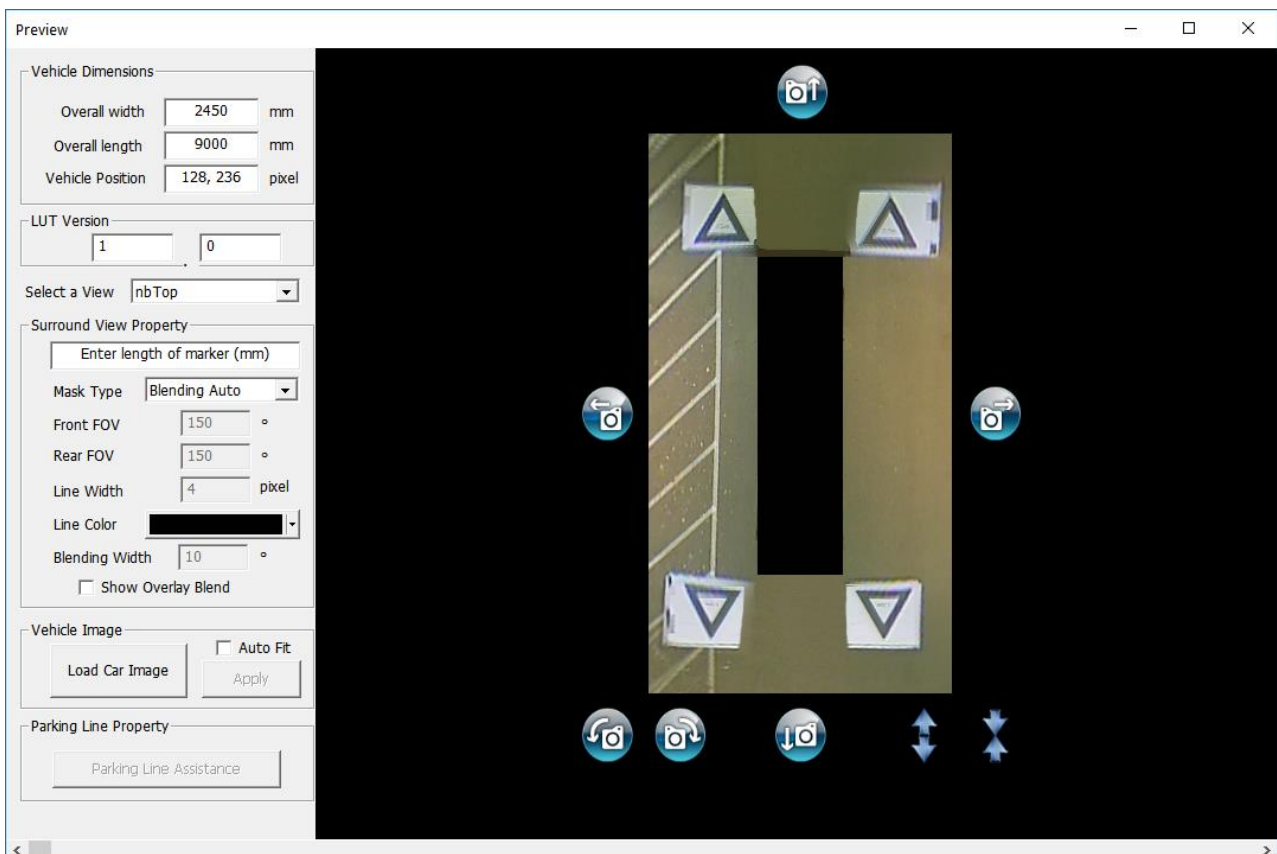 Preview
Vehicle Dimensions
Overall width 2450 mm
Overall length 9000 mm
Vehicle Position 128, 236 pixel
LUT Version
1 . 0
Select a View nbTop
Surround View Property
Enter length of marker (mm)
Mask Type Blending Auto
Front FOV 150 °
Rear FOV 150 °
Line Width 4 pixel
Line Color
Blending Width 10 °
Show Overlay Blend
Vehicle Image
Auto Fit
Load Car Image
Apply
Parking Line Property
Parking Line Assistance